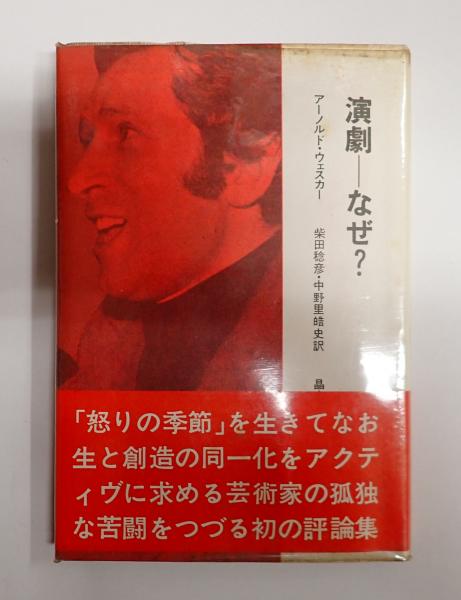 演劇──なぜ?
アーノルド・ウェスカー
柴田稔彦・中野里皓史訳
晶
「怒りの季節」を生きてなお
生と創造の同一化をアクテ
ィヴに求める芸術家の孤独
な苦闘をつづる初の評論集